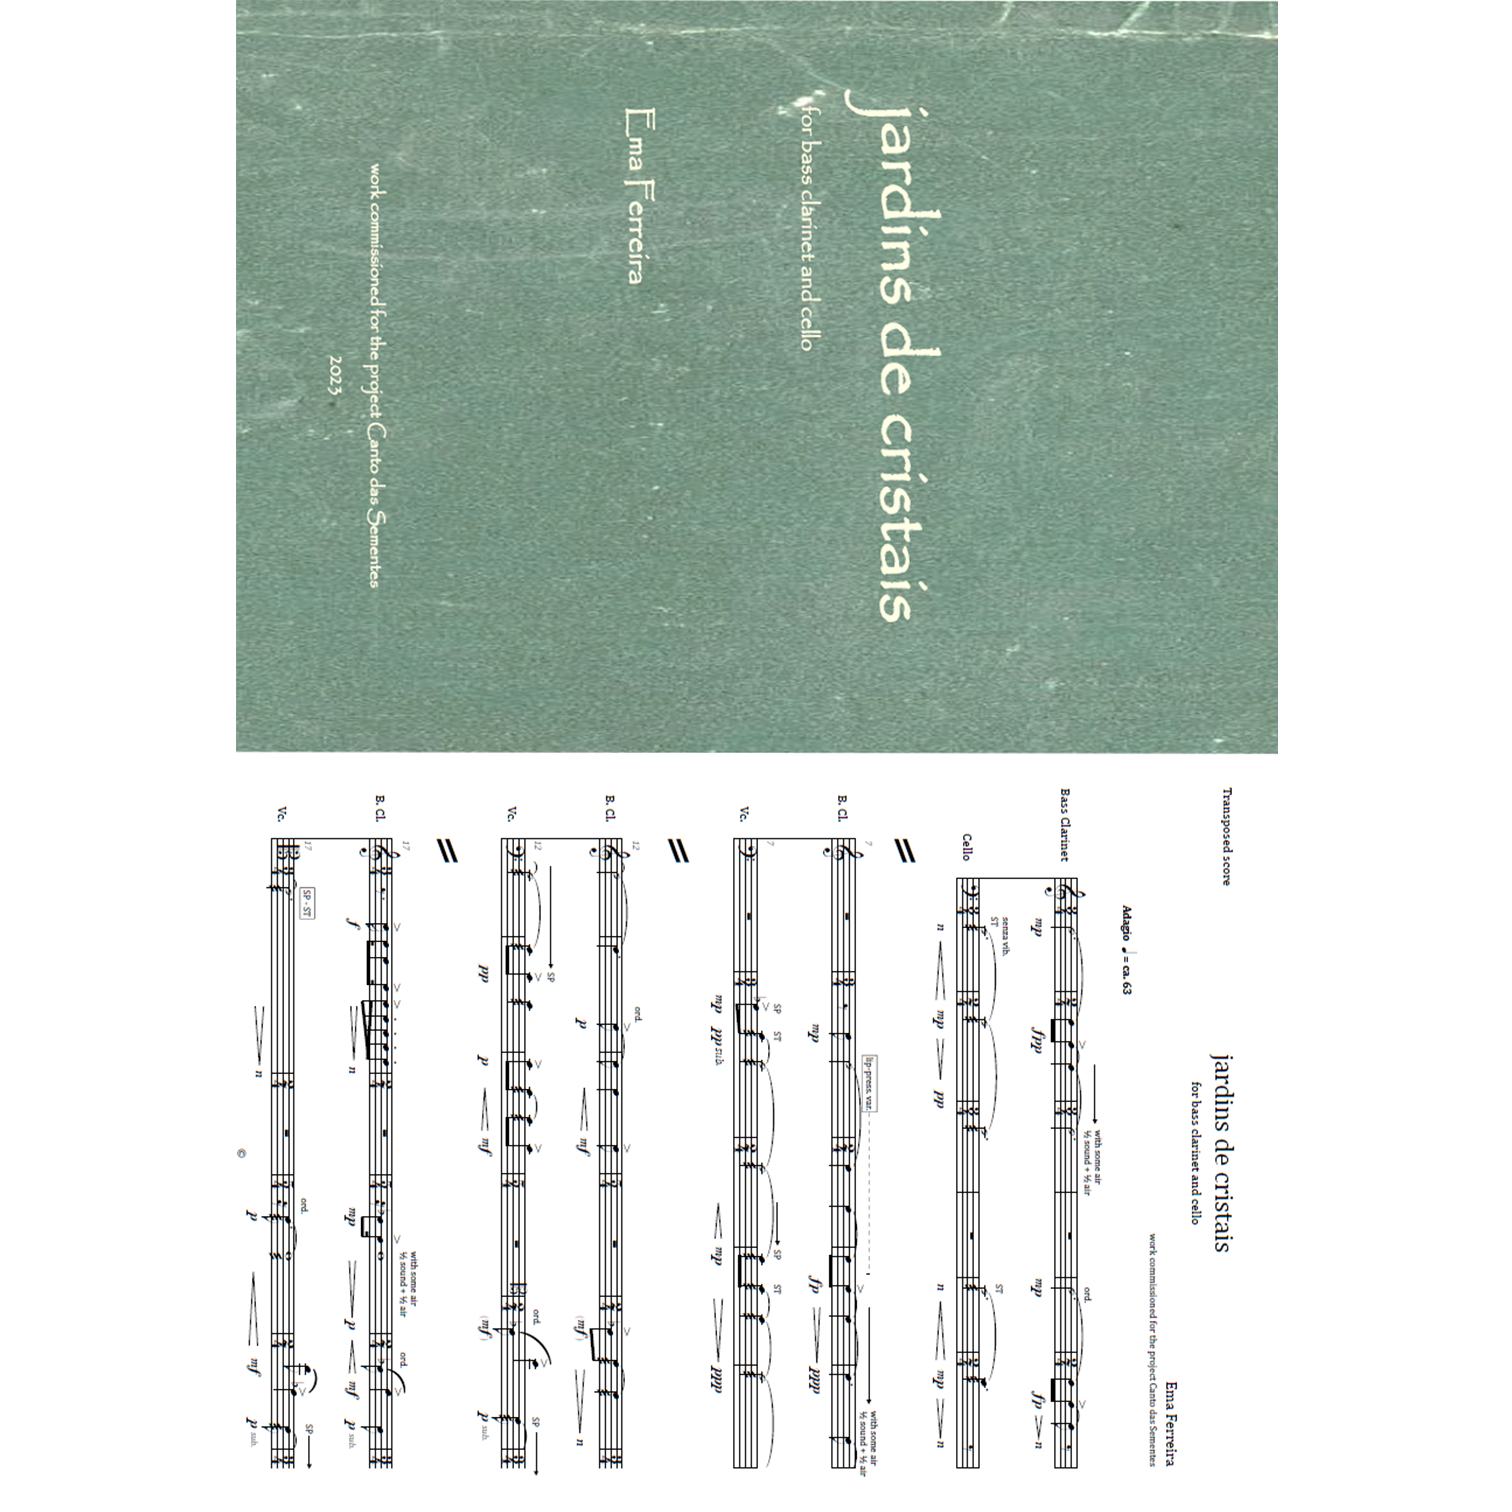 jardins de cristais
for bass clarinet and cello
Ema Ferreira
work commissioned for the project Canto das Sementes
2023
Transposed score
jardins de cristais
for bass clarinet and cello
Ema Ferreira
work commissioned for the project Canto das Sementes
Adagio ♩ = ca. 63
with some air
½ sound + ½ air
ord.
Bass Clarinet
mp fpp mp fp n
senza vib.
ST ST
Cello
n mp pp n mp n
7
lip-press. var.
with some air
½ sound + ½ air
B. Cl.
mp fp ppp
7
SP ST SP ST
Vc.
mp pp sub. mp ppp
12
ord.
B. Cl.
p mf (mf) n
12
SP ord. SP
Vc.
pp p mf (mf) p sub.
17
with some air
½ sound + ½ air
ord.
B. Cl.
f n mp p mf p sub.
17
SP - ST ord. SP
Vc.
n p mf p sub.
©